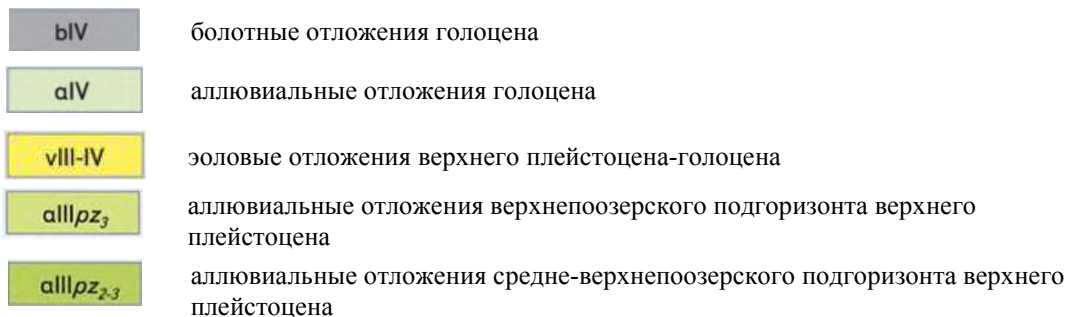 bIV болотные отложения голоцена
aIV аллювиальные отложения голоцена
vIII-IV эоловые отложения верхнего плейстоцена-голоцена
aIIIpz₃ аллювиальные отложения верхнепоозерского подгоризонта верхнего
плейстоцена
aIIIpz₂₋₃ аллювиальные отложения средне-верхнепоозерского подгоризонта верхнего
плейстоцена